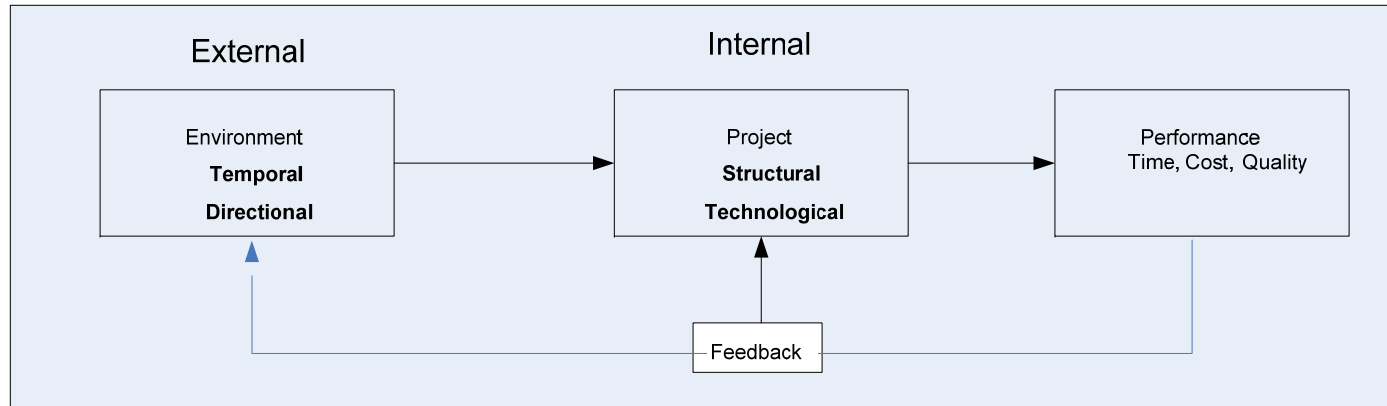 External
Internal
Environment
Temporal
Directional
Project
Structural
Technological
Performance
Time, Cost, Quality
Feedback